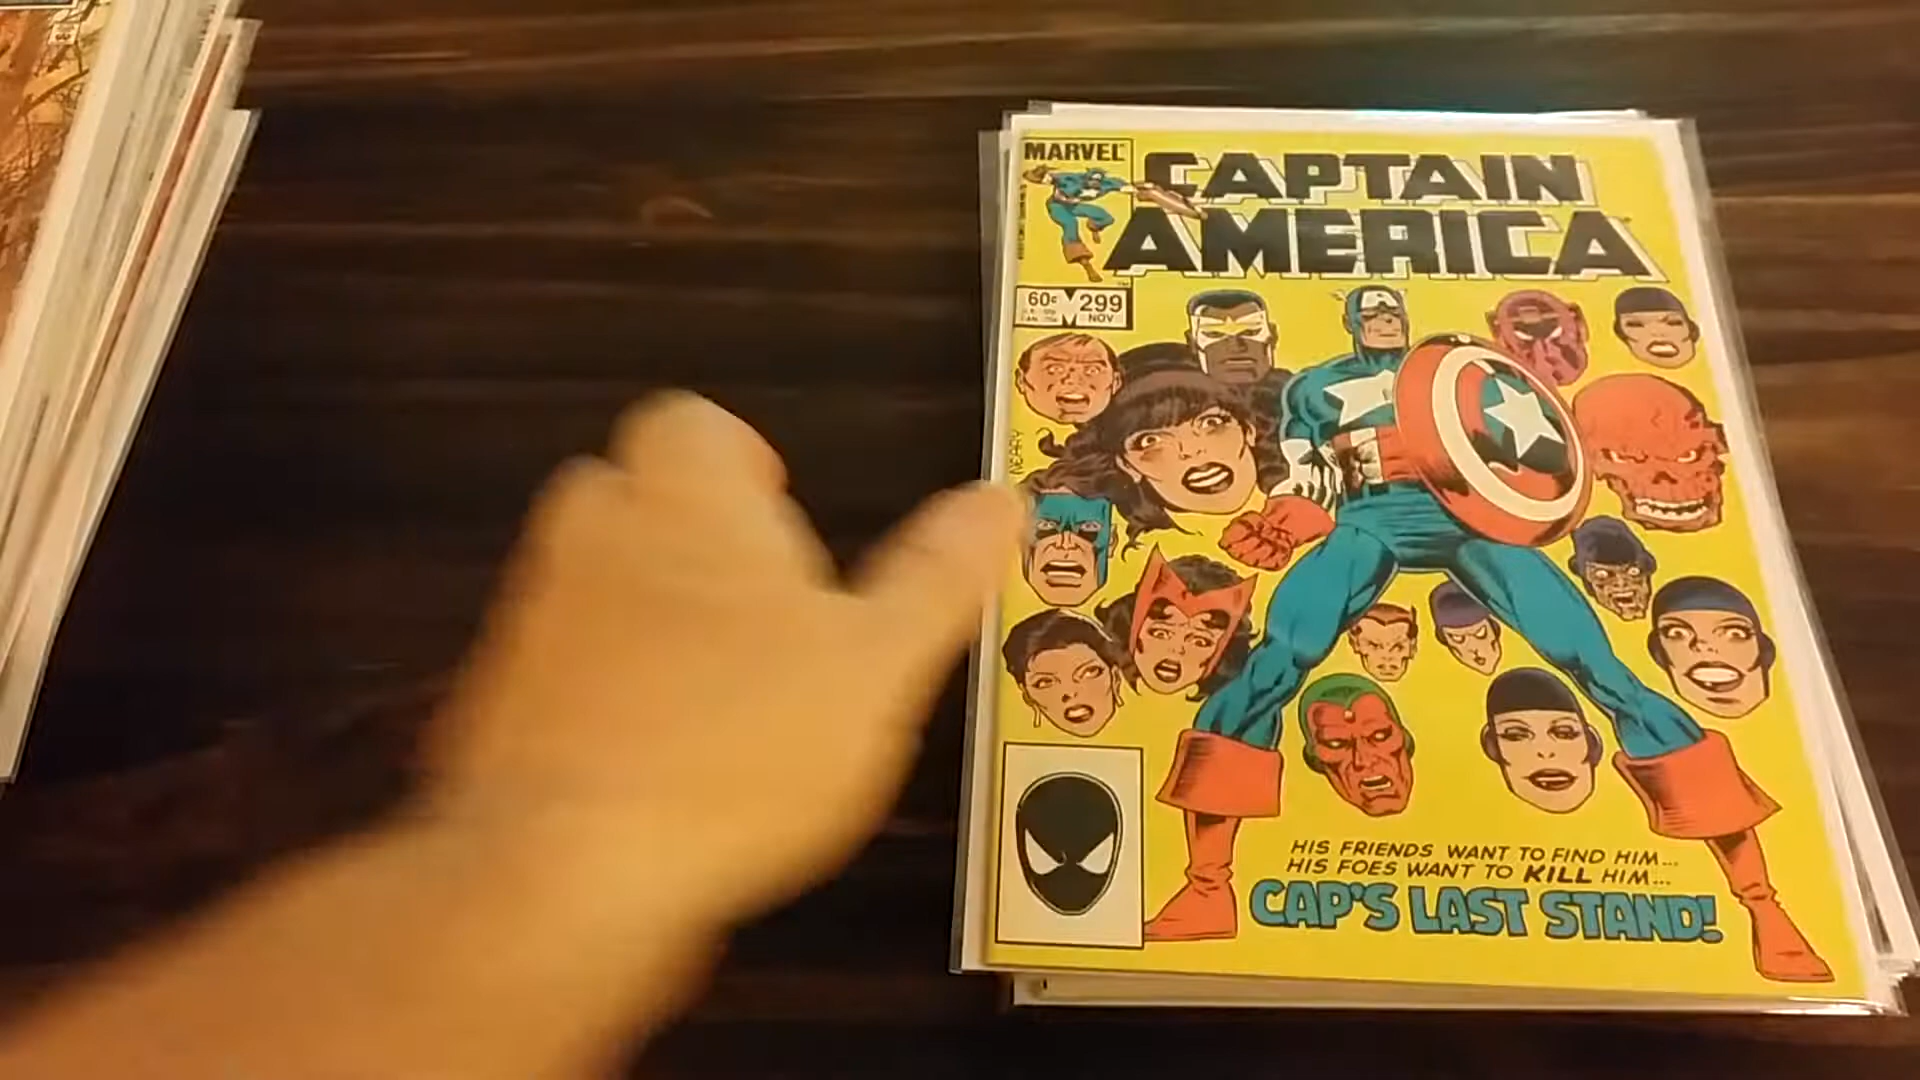 MARVEL
CAPTAIN
AMERICA
60¢
299
NOV
NEARY
HIS FRIENDS WANT TO FIND HIM...
HIS FOES WANT TO KILL HIM...
CAP'S LAST STAND!